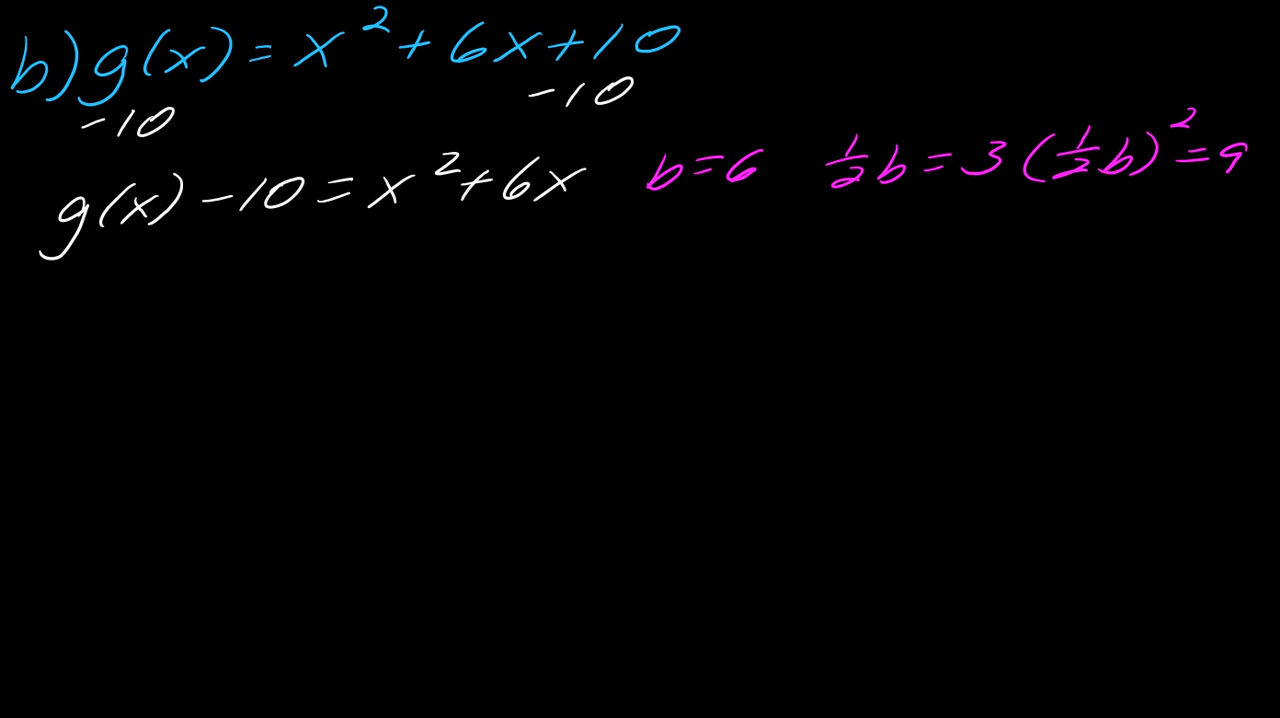 b) g(x) = x² + 6x + 10
-10 -10
g(x) - 10 = x² + 6x
b = 6 ½b = 3 (½b)² = 9